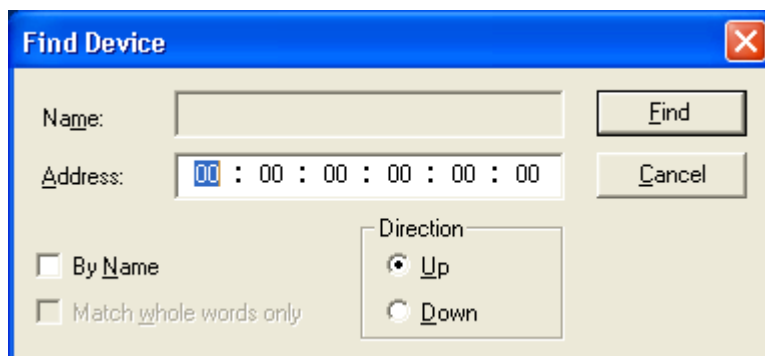 Find Device
Name:
Find
Address: 00 : 00 : 00 : 00 : 00 : 00
Cancel
Direction
By Name
Up
Match whole words only
Down